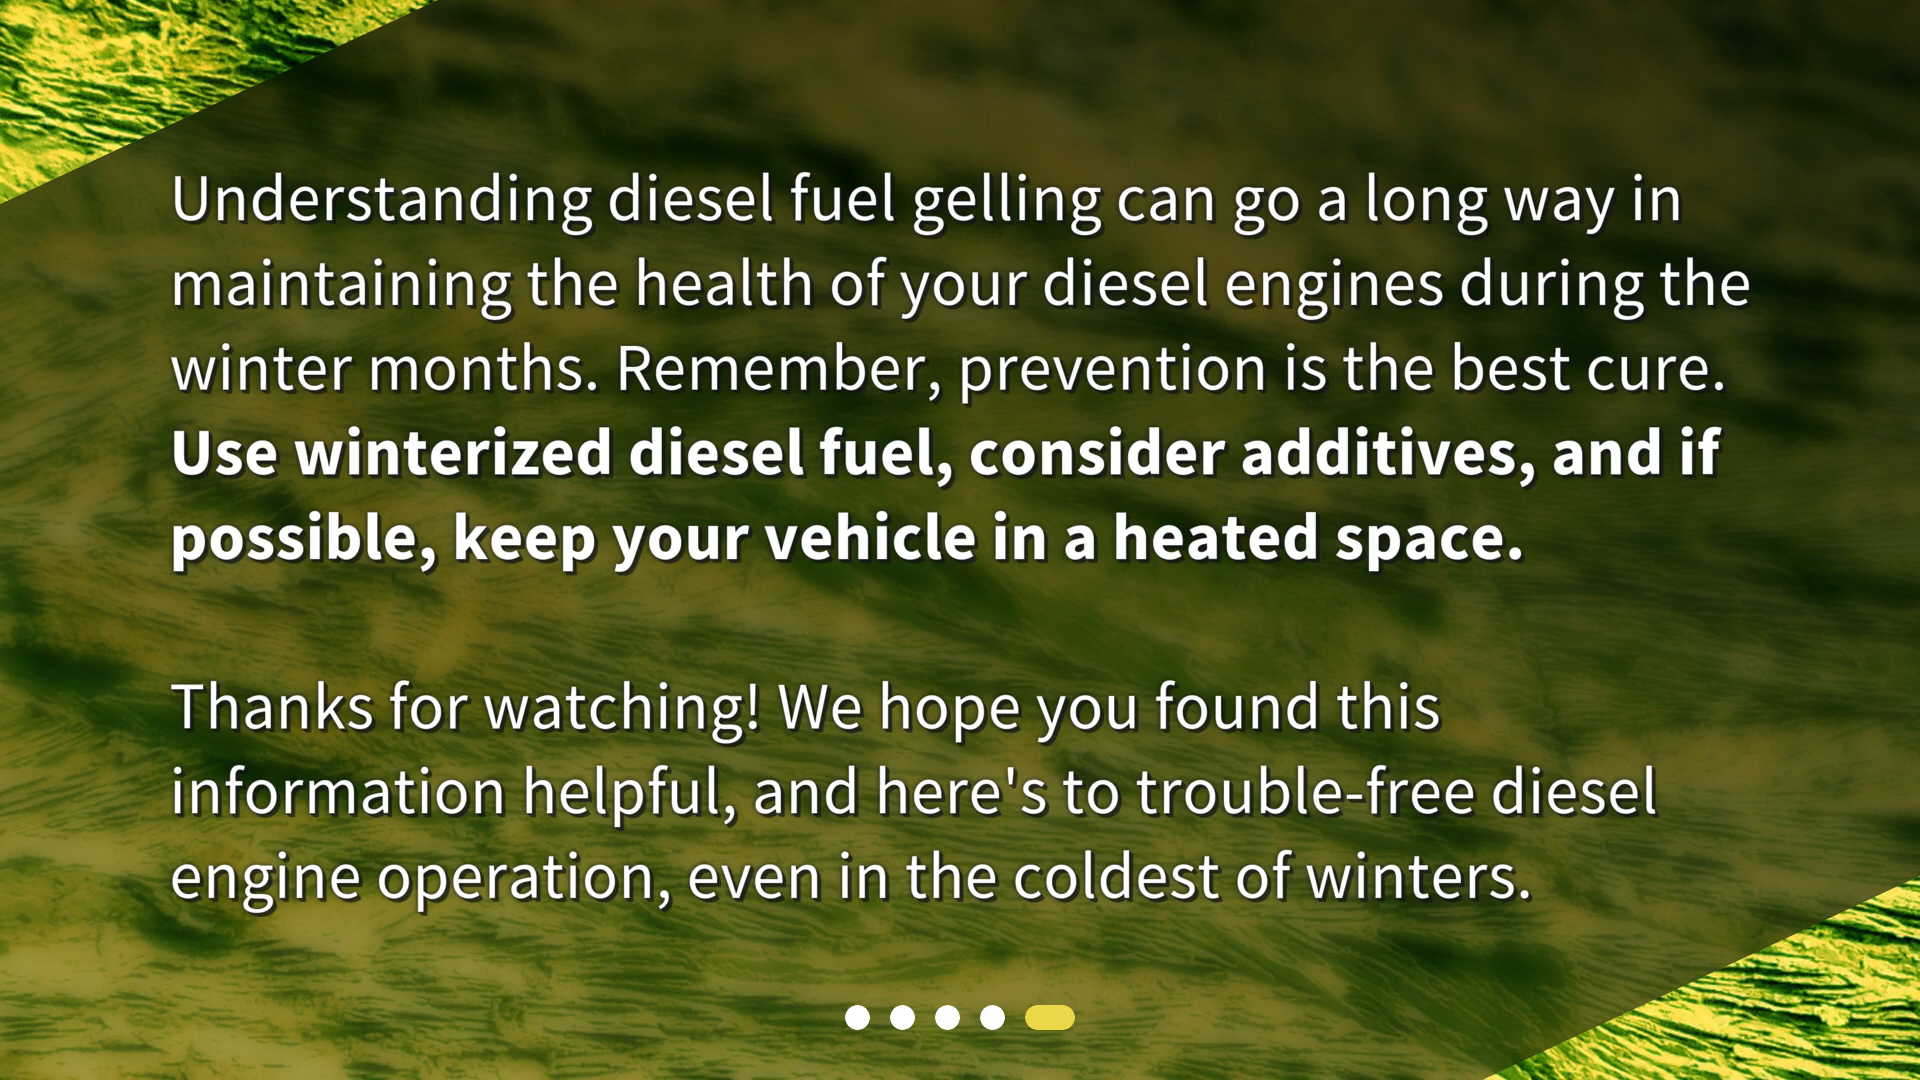 Understanding diesel fuel gelling can go a long way in
maintaining the health of your diesel engines during the
winter months. Remember, prevention is the best cure.
Use winterized diesel fuel, consider additives, and if
possible, keep your vehicle in a heated space.
Thanks for watching! We hope you found this
information helpful, and here's to trouble-free diesel
engine operation, even in the coldest of winters.